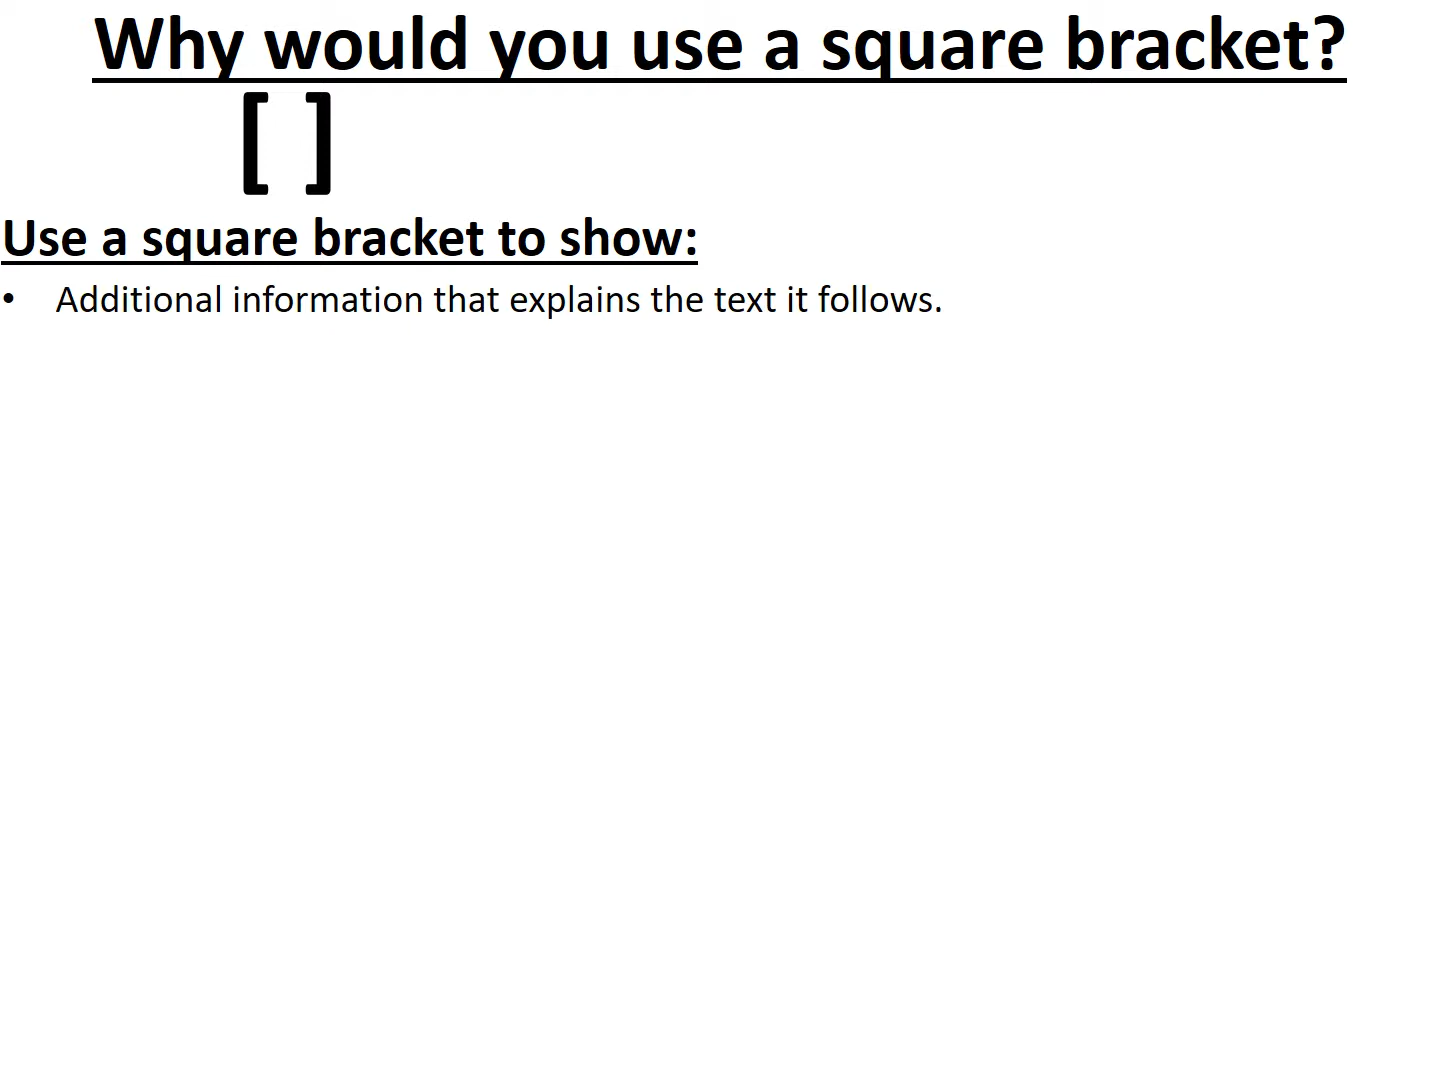 Why would you use a square bracket?
[ ]
Use a square bracket to show:
• Additional information that explains the text it follows.